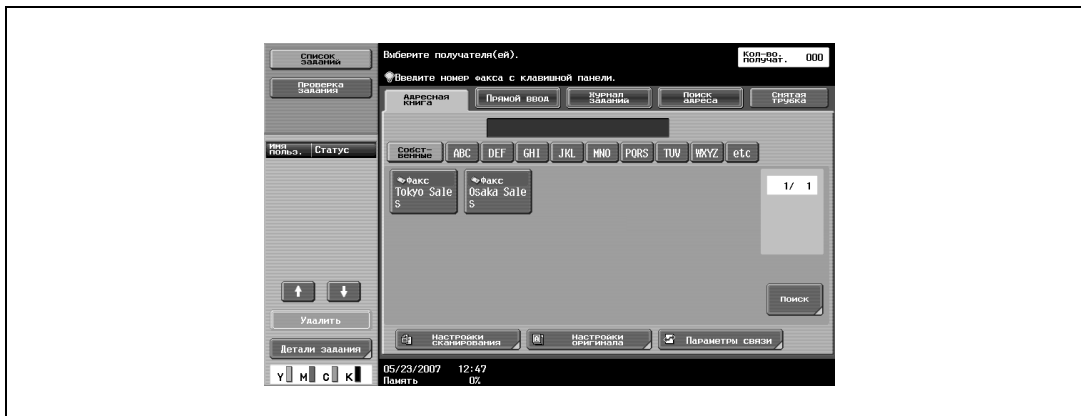 Список
заданий
Проверка
задания
Имя
польз.
Статус
Удалить
Детали задания
Y M C K
Выберите получателя(ей).
Кол-во.
получат.
000
Введите номер факса с клавишной панели.
Адресная
книга
Прямой ввод
Журнал
заданий
Поиск
адреса
Снятая
трубка
Собст-
венные
ABC
DEF
GHI
JKL
MNO
PQRS
TUV
WXYZ
etc
Факс
Tokyo Sale
s
Факс
Osaka Sale
s
1/ 1
Поиск
Настройки
сканирования
Настройки
оригинала
Параметры связи
05/23/2007 12:47
Память 0%